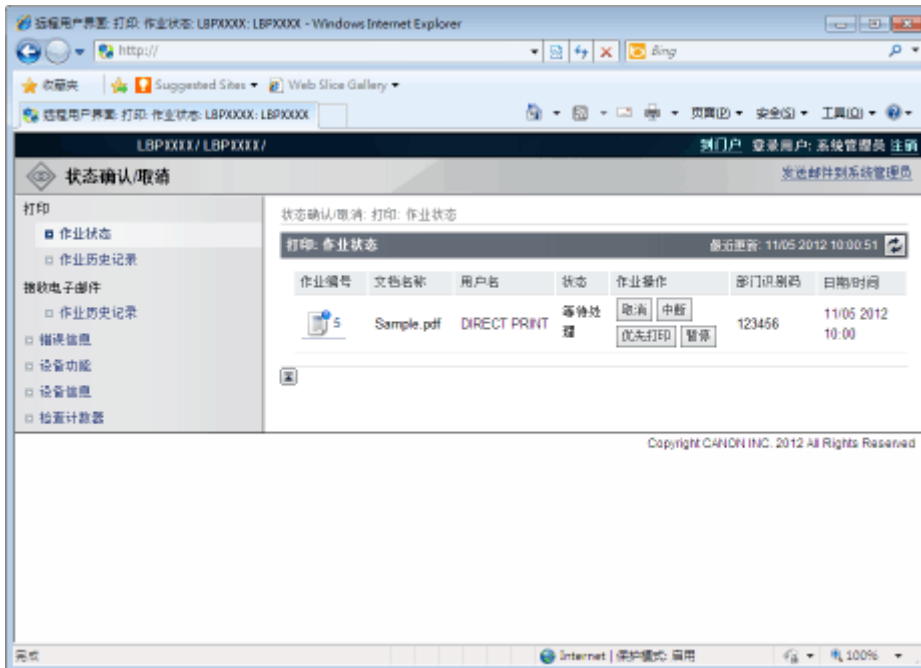 远程用户界面: 打印: 作业状态: LBPXXXX: LBPXXXX - Windows Internet Explorer
http://
Bing
收藏夹 Suggested Sites Web Slice Gallery
远程用户界面: 打印: 作业状态: LBPXXXX: LBPXXXX
页面(P) 安全(S) 工具(O)
LBPXXXX/ LBPXXXX/
到门户 登录用户: 系统管理员 注销
状态确认/取消
发送邮件到系统管理员
打印
作业状态
作业历史记录
接收电子邮件
作业历史记录
错误信息
设备功能
设备信息
检查计数器
状态确认/取消: 打印: 作业状态
打印: 作业状态
最近更新: 11/05 2012 10:00:51
作业编号 文档名称 用户名 状态 作业操作 部门识别码 日期/时间
5 Sample.pdf DIRECT PRINT 等待处理 取消 中断 优先打印 暂停 123456 11/05 2012 10:00
Copyright CANON INC. 2012 All Rights Reserved
完成
Internet | 保护模式: 启用
100%